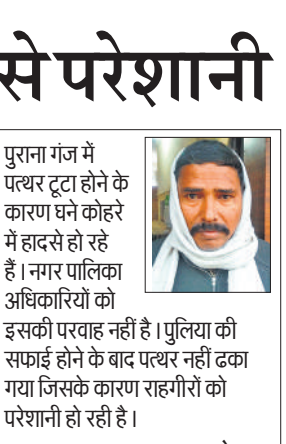 से परेशानी
पुराना गंज में
पत्थर टूटा होने के
कारण घने कोहरे
में हादसे हो रहे
हैं। नगर पालिका
अधिकारियों को
इसकी परवाह नहीं है। पुलिया की
सफाई होने के बाद पत्थर नहीं ढका
गया जिसके कारण राहगीरों को
परेशानी हो रही है।